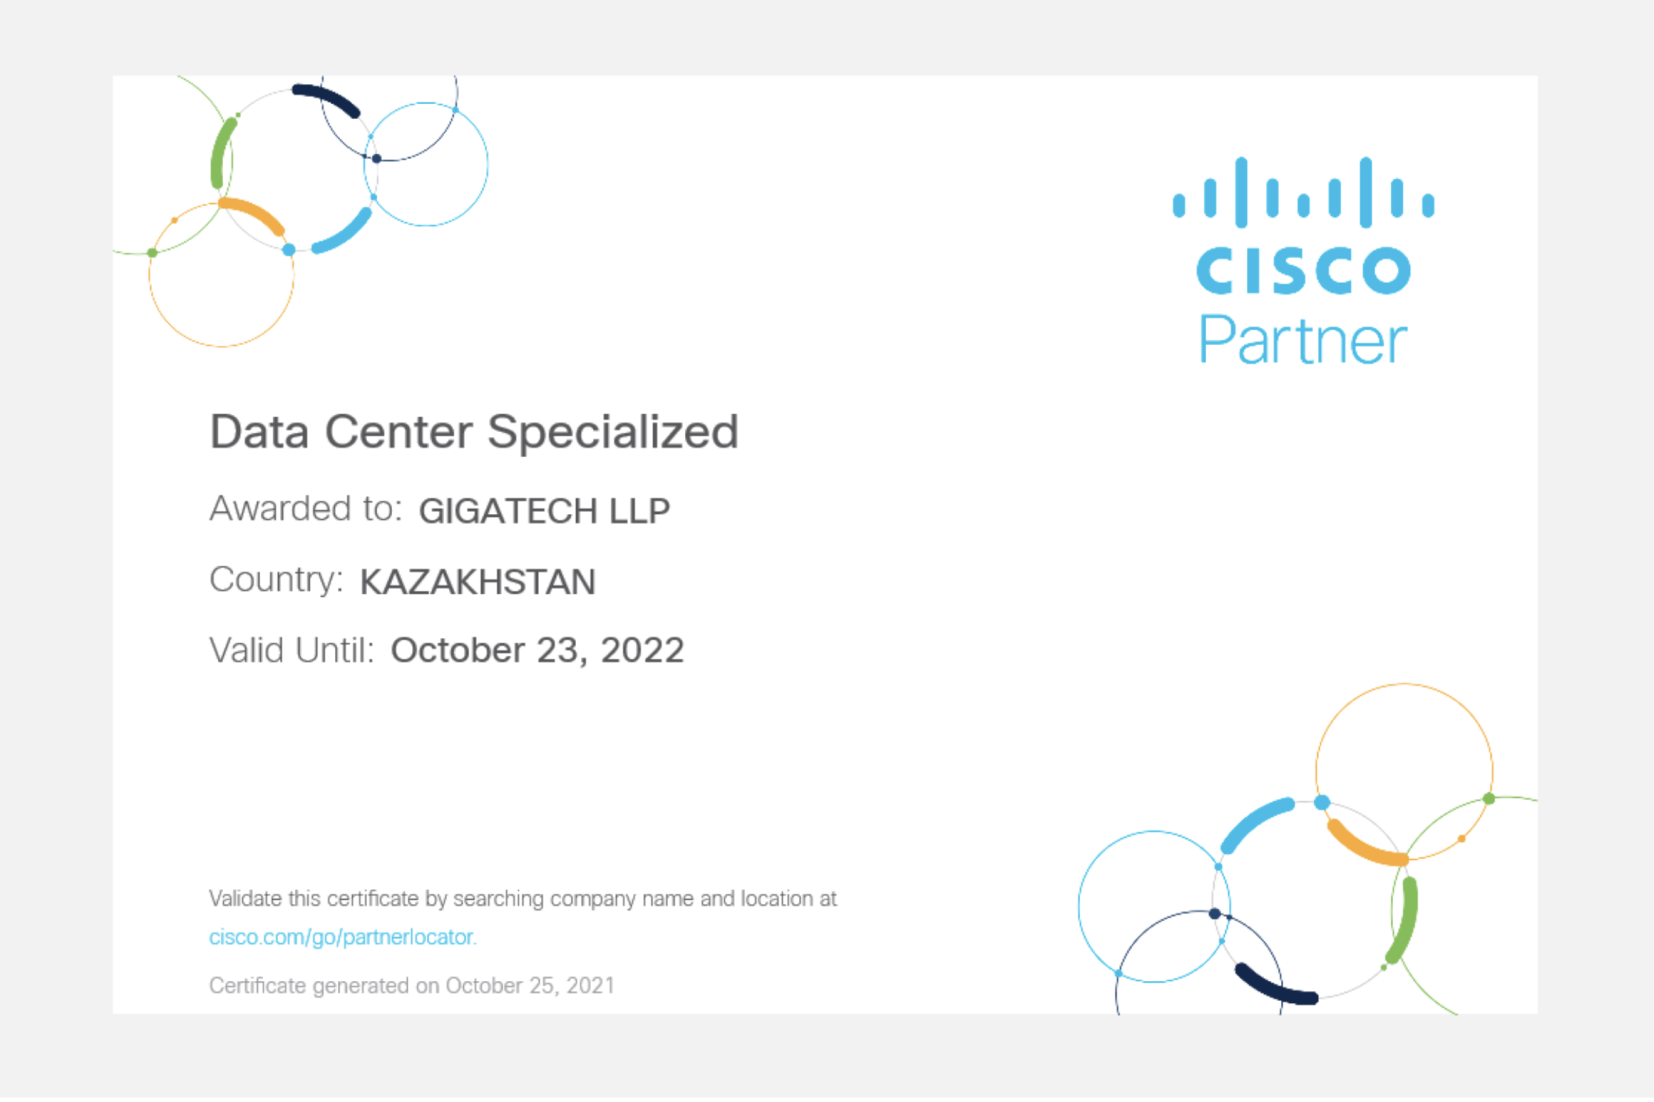 CISCO
Partner
Data Center Specialized
Awarded to: GIGATECH LLP
Country: KAZAKHSTAN
Valid Until: October 23, 2022
Validate this certificate by searching company name and location at
cisco.com/go/partnerlocator.
Certificate generated on October 25, 2021